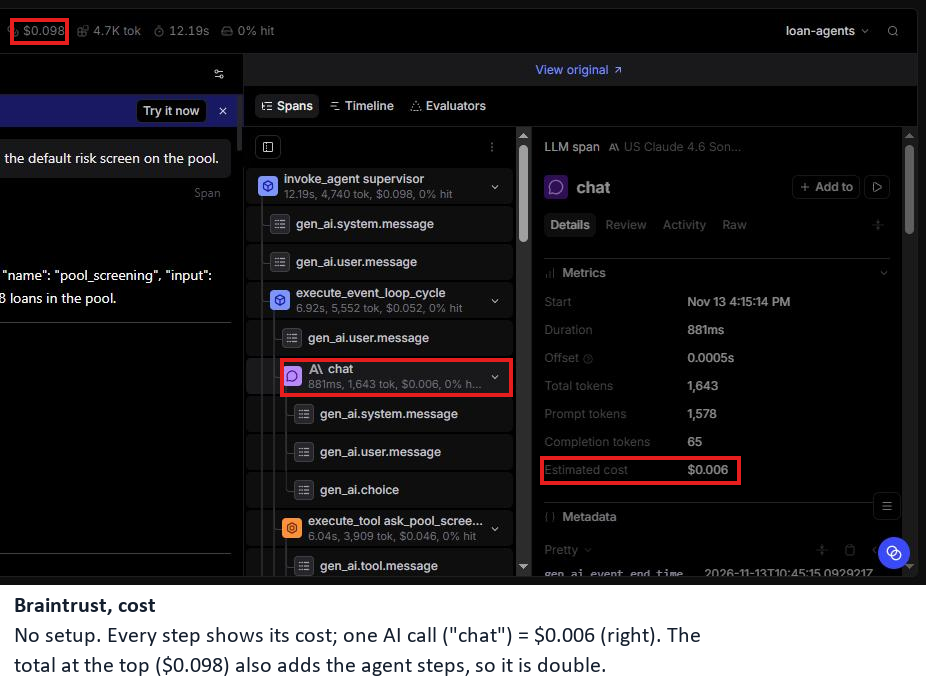 $0.098 4.7K tok 12.19s 0% hit loan-agents
View original ↗
Try it now ×
Spans Timeline Evaluators
the default risk screen on the pool.
Span
"name": "pool_screening", "input":
8 loans in the pool.
invoke_agent supervisor
12.19s, 4,740 tok, $0.098, 0% hit
gen_ai.system.message
gen_ai.user.message
execute_event_loop_cycle
6.92s, 5,552 tok, $0.052, 0% hit
gen_ai.user.message
chat
881ms, 1,643 tok, $0.006, 0% h...
gen_ai.system.message
gen_ai.user.message
gen_ai.choice
execute_tool ask_pool_scree...
6.04s, 3,909 tok, $0.046, 0% hit
gen_ai.tool.message
LLM span US Claude 4.6 Son...
chat + Add to
Details Review Activity Raw
Metrics
Start Nov 13 4:15:14 PM
Duration 881ms
Offset 0.0005s
Total tokens 1,643
Prompt tokens 1,578
Completion tokens 65
Estimated cost $0.006
Metadata
Pretty
gen_ai.event_end_time 2026-11-13T10:45:15.092921Z
Braintrust, cost
No setup. Every step shows its cost; one AI call ("chat") = $0.006 (right). The
total at the top ($0.098) also adds the agent steps, so it is double.